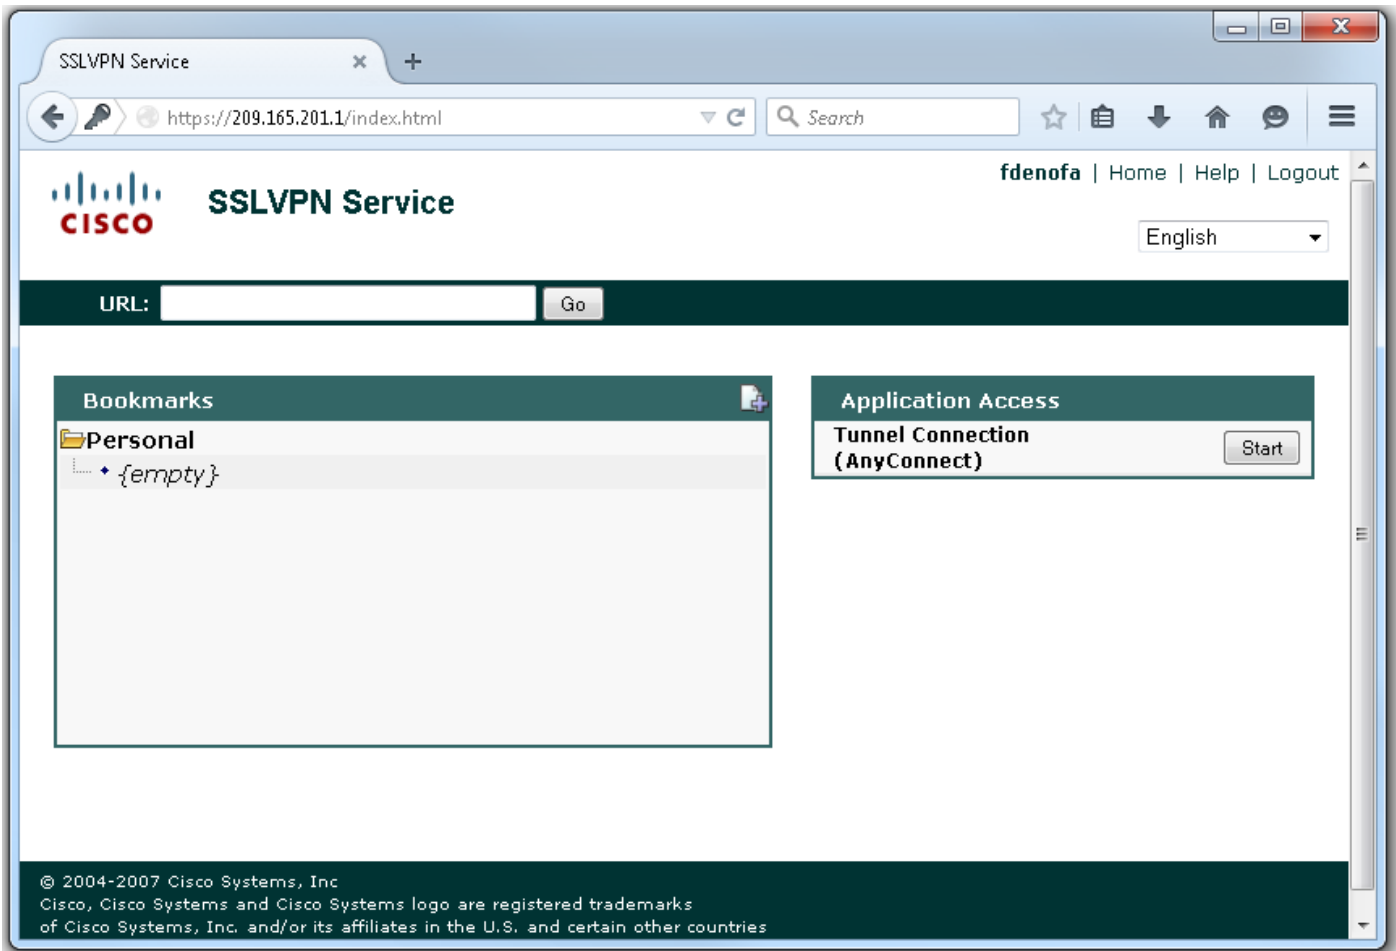 SSLVPN Service
https://209.165.201.1/index.html
Search
fdenofa | Home | Help | Logout
CISCO
SSLVPN Service
English
URL:
Go
Bookmarks
Application Access
Personal
{empty}
Tunnel Connection
(AnyConnect)
Start
© 2004-2007 Cisco Systems, Inc
Cisco, Cisco Systems and Cisco Systems logo are registered trademarks
of Cisco Systems, Inc. and/or its affiliates in the U.S. and certain other countries